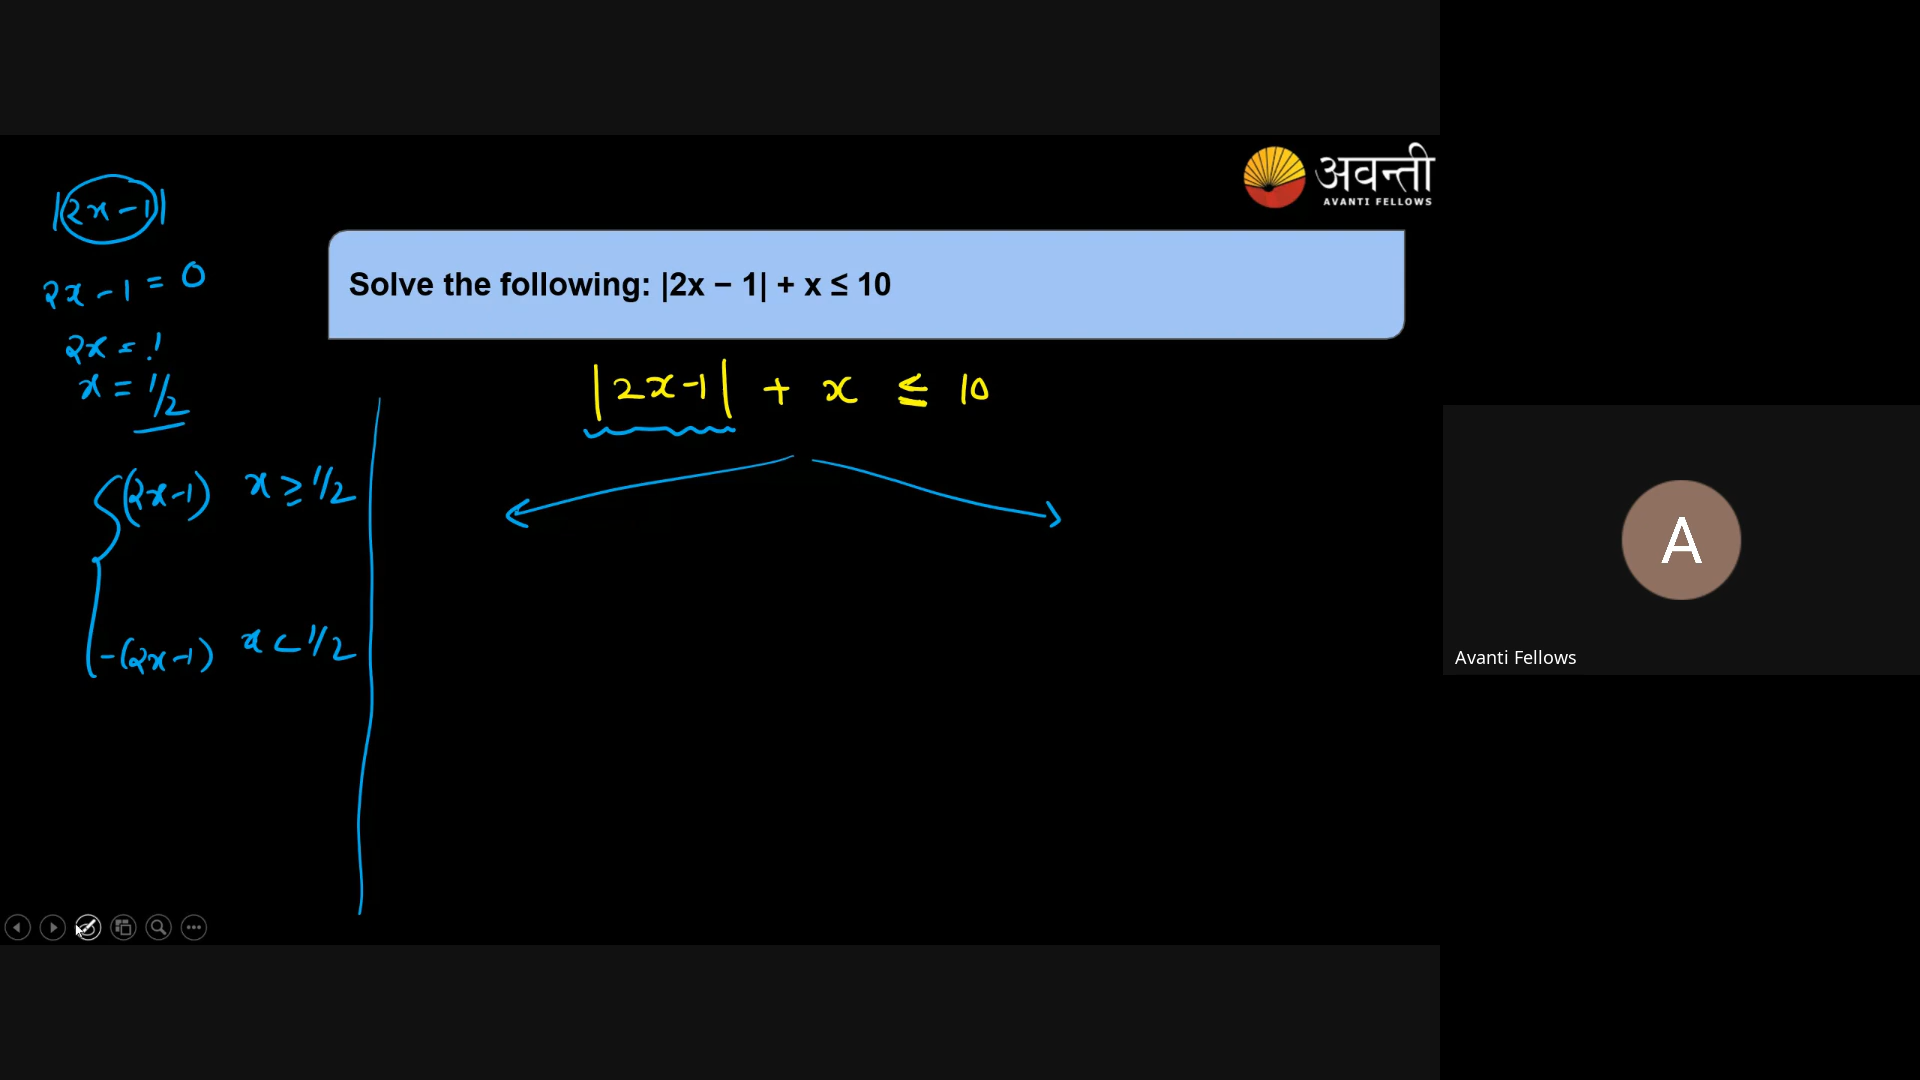 अवन्ती
AVANTI FELLOWS
|2x-1|
2x-1=0
2x=1
x=1/2
(2x-1) x≥1/2
-(2x-1) x<1/2
Solve the following: |2x − 1| + x ≤ 10
|2x-1| + x ≤ 10
A
Avanti Fellows